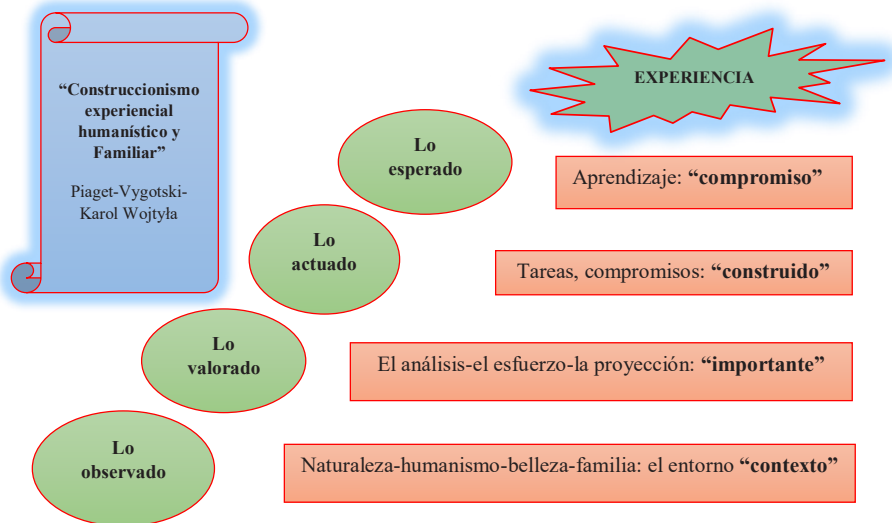 “Construccionismo
experiencial
humanístico y
Familiar”
Piaget-Vygotski-
Karol Wojtyła
EXPERIENCIA
Lo
esperado
Aprendizaje: “compromiso”
Lo
actuado
Tareas, compromisos: “construido”
Lo
valorado
El análisis-el esfuerzo-la proyección: “importante”
Lo
observado
Naturaleza-humanismo-belleza-familia: el entorno “contexto”